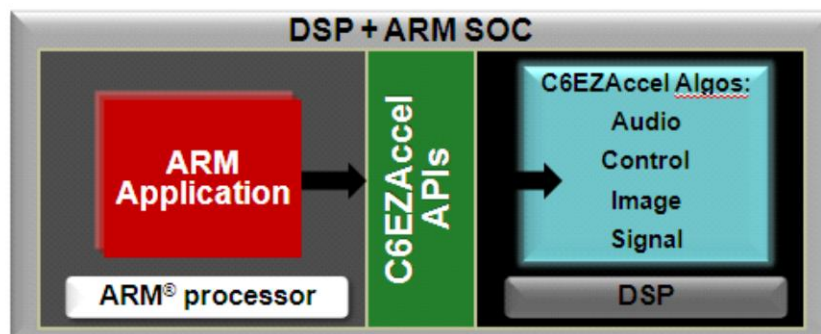 DSP + ARM SOC
ARM
Application
ARM® processor
C6EZAccel
APIs
C6EZAccel Algos:
Audio
Control
Image
Signal
DSP